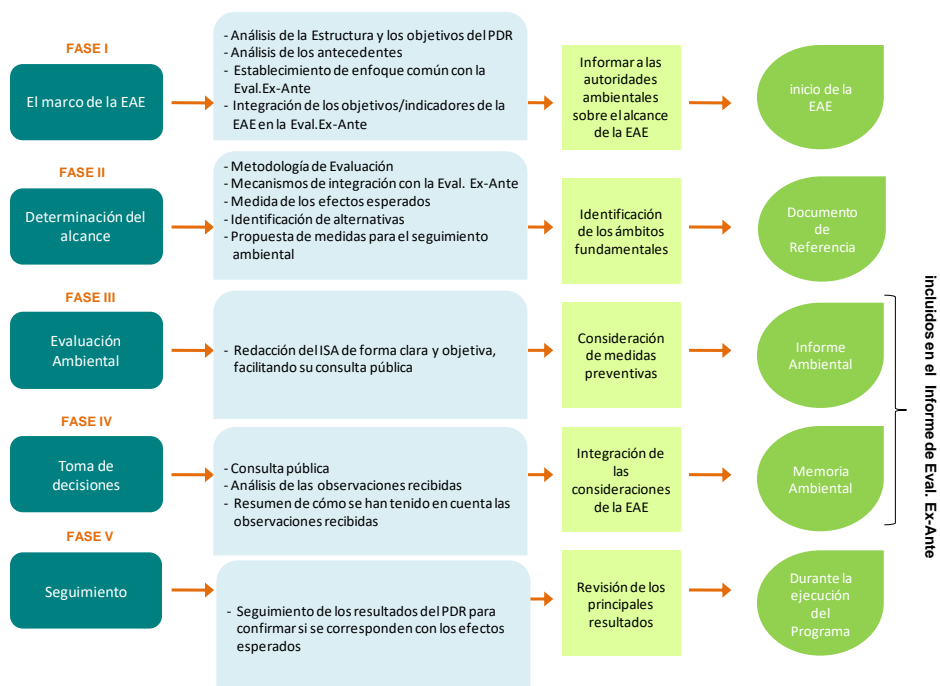 FASE I
El marco de la EAE
- Análisis de la Estructura y los objetivos del PDR
- Análisis de los antecedentes
- Establecimiento de enfoque común con la
Eval.Ex-Ante
- Integración de los objetivos/indicadores de la
EAE en la Eval.Ex-Ante
Informar a las
autoridades
ambientales
sobre el alcance
de la EAE
inicio de la
EAE
FASE II
Determinación del
alcance
- Metodología de Evaluación
- Mecanismos de integración con la Eval. Ex-Ante
- Medida de los efectos esperados
- Identificación de alternativas
- Propuesta de medidas para el seguimiento
ambiental
Identificación
de los ámbitos
fundamentales
Documento
de
Referencia
FASE III
Evaluación
Ambiental
- Redacción del ISA de forma clara y objetiva,
facilitando su consulta pública
Consideración
de medidas
preventivas
Informe
Ambiental
FASE IV
Toma de
decisiones
- Consulta pública
- Análisis de las observaciones recibidas
- Resumen de cómo se han tenido en cuenta las
observaciones recibidas
Integración de
las
consideraciones
de la EAE
Memoria
Ambiental
incluidos en el Informe de Eval. Ex-Ante
FASE V
Seguimiento
- Seguimiento de los resultados del PDR para
confirmar si se corresponden con los efectos
esperados
Revisión de los
principales
resultados
Durante la
ejecución
del
Programa